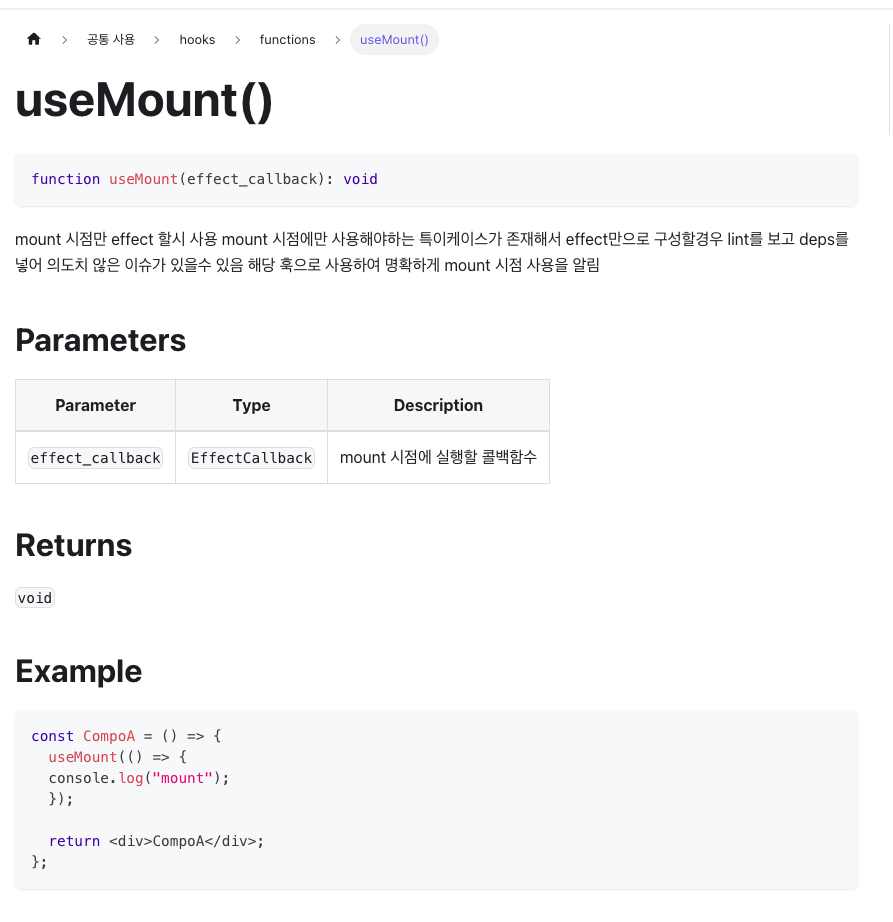 공통 사용 > hooks > functions > useMount()
useMount()
function useMount(effect_callback): void
mount 시점만 effect 할시 사용 mount 시점에만 사용해야하는 특이케이스가 존재해서 effect만으로 구성할경우 lint를 보고 deps를
넣어 의도치 않은 이슈가 있을수 있음 해당 훅으로 사용하여 명확하게 mount 시점 사용을 알림
Parameters
Parameter Type Description
effect_callback EffectCallback mount 시점에 실행할 콜백함수
Returns
void
Example
const CompoA = () => {
  useMount(() => {
  console.log("mount");
  });

  return <div>CompoA</div>;
};